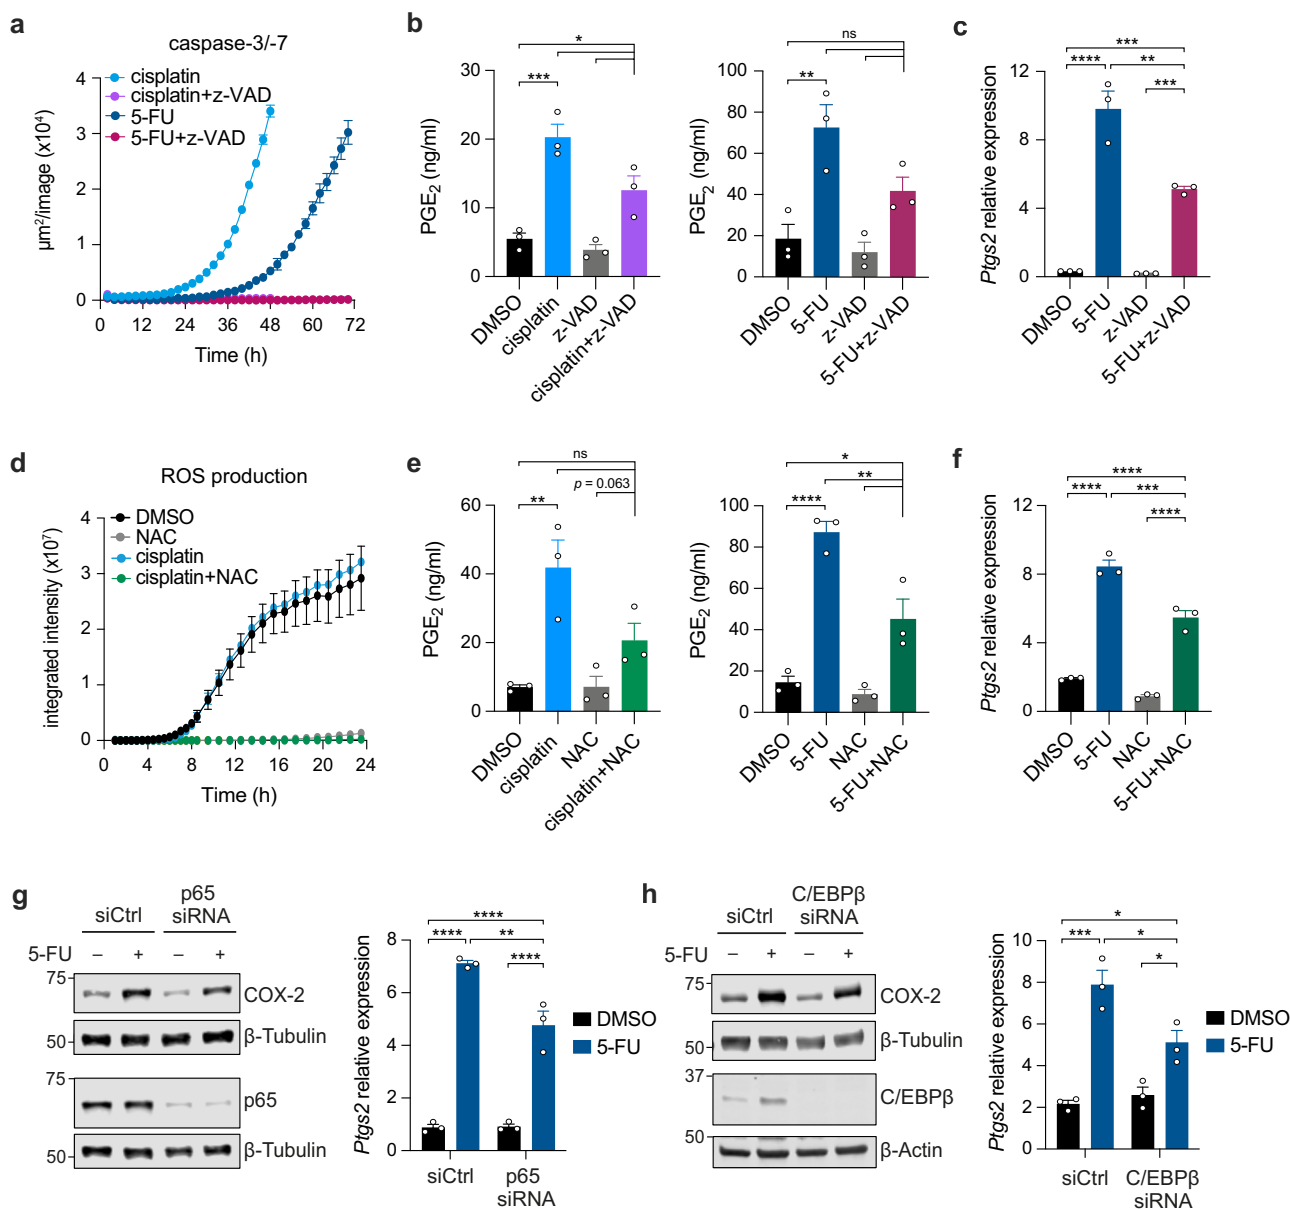 a
caspase-3/-7
cisplatin
cisplatin+z-VAD
5-FU
5-FU+z-VAD
µm²/image (x10⁴)
4
3
2
1
0
0 12 24 36 48 60 72
Time (h)
b
PGE₂ (ng/ml)
30
20
10
0
*
***
DMSO
cisplatin
z-VAD
cisplatin+z-VAD
PGE₂ (ng/ml)
100
80
60
40
20
0
ns
**
DMSO
5-FU
z-VAD
5-FU+z-VAD
c
Ptgs2 relative expression
12
8
4
0
***
**** **
***
DMSO
5-FU
z-VAD
5-FU+z-VAD
d
ROS production
DMSO
NAC
cisplatin
cisplatin+NAC
integrated intensity (x10⁷)
4
3
2
1
0
0 4 8 12 16 20 24
Time (h)
e
PGE₂ (ng/ml)
60
40
20
0
ns
p = 0.063
**
DMSO
cisplatin
NAC
cisplatin+NAC
PGE₂ (ng/ml)
100
80
60
40
20
0
*
**
****
DMSO
5-FU
NAC
5-FU+NAC
f
Ptgs2 relative expression
12
8
4
0
****
**** ***
****
DMSO
5-FU
NAC
5-FU+NAC
g
siCtrl
p65
siRNA
5-FU – + – +
75
COX-2
50
β-Tubulin
75
p65
50
β-Tubulin
Ptgs2 relative expression
8
6
4
2
0
****
**** **
****
siCtrl
p65
siRNA
DMSO
5-FU
h
siCtrl
C/EBPβ
siRNA
5-FU – + – +
75
COX-2
50
β-Tubulin
37
C/EBPβ
50
β-Actin
Ptgs2 relative expression
10
8
6
4
2
0
*
*** *
*
siCtrl
C/EBPβ
siRNA
DMSO
5-FU